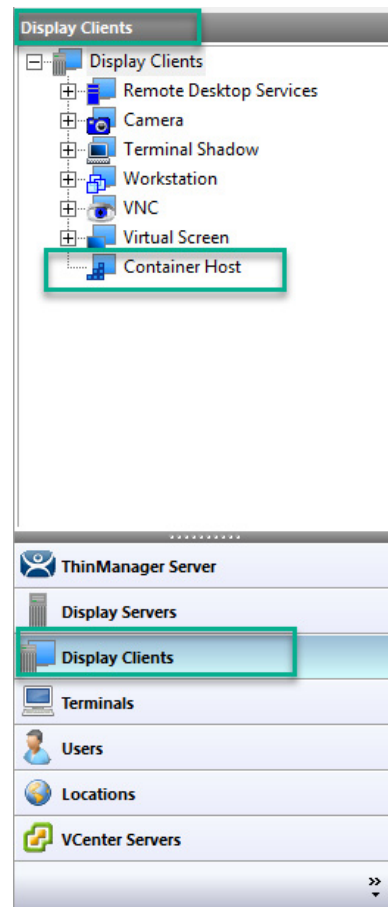 Display Clients
Display Clients
Remote Desktop Services
Camera
Terminal Shadow
Workstation
VNC
Virtual Screen
Container Host
ThinManager Server
Display Servers
Display Clients
Terminals
Users
Locations
VCenter Servers